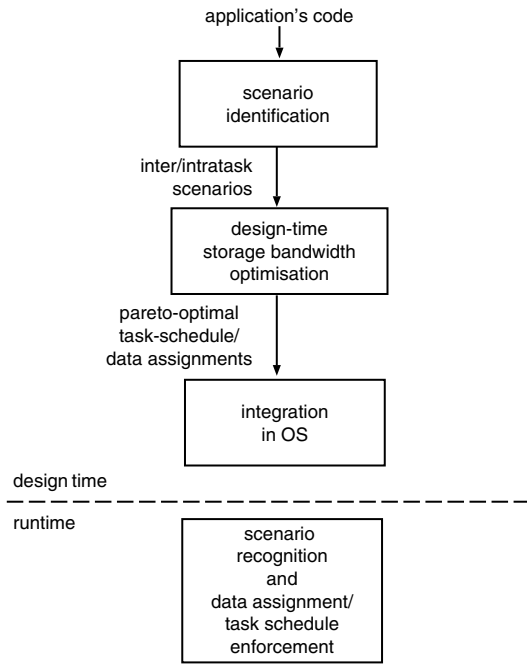 application's code
scenario
identification
inter/intratask
scenarios
design-time
storage bandwidth
optimisation
pareto-optimal
task-schedule/
data assignments
integration
in OS
design time
runtime
scenario
recognition
and
data assignment/
task schedule
enforcement